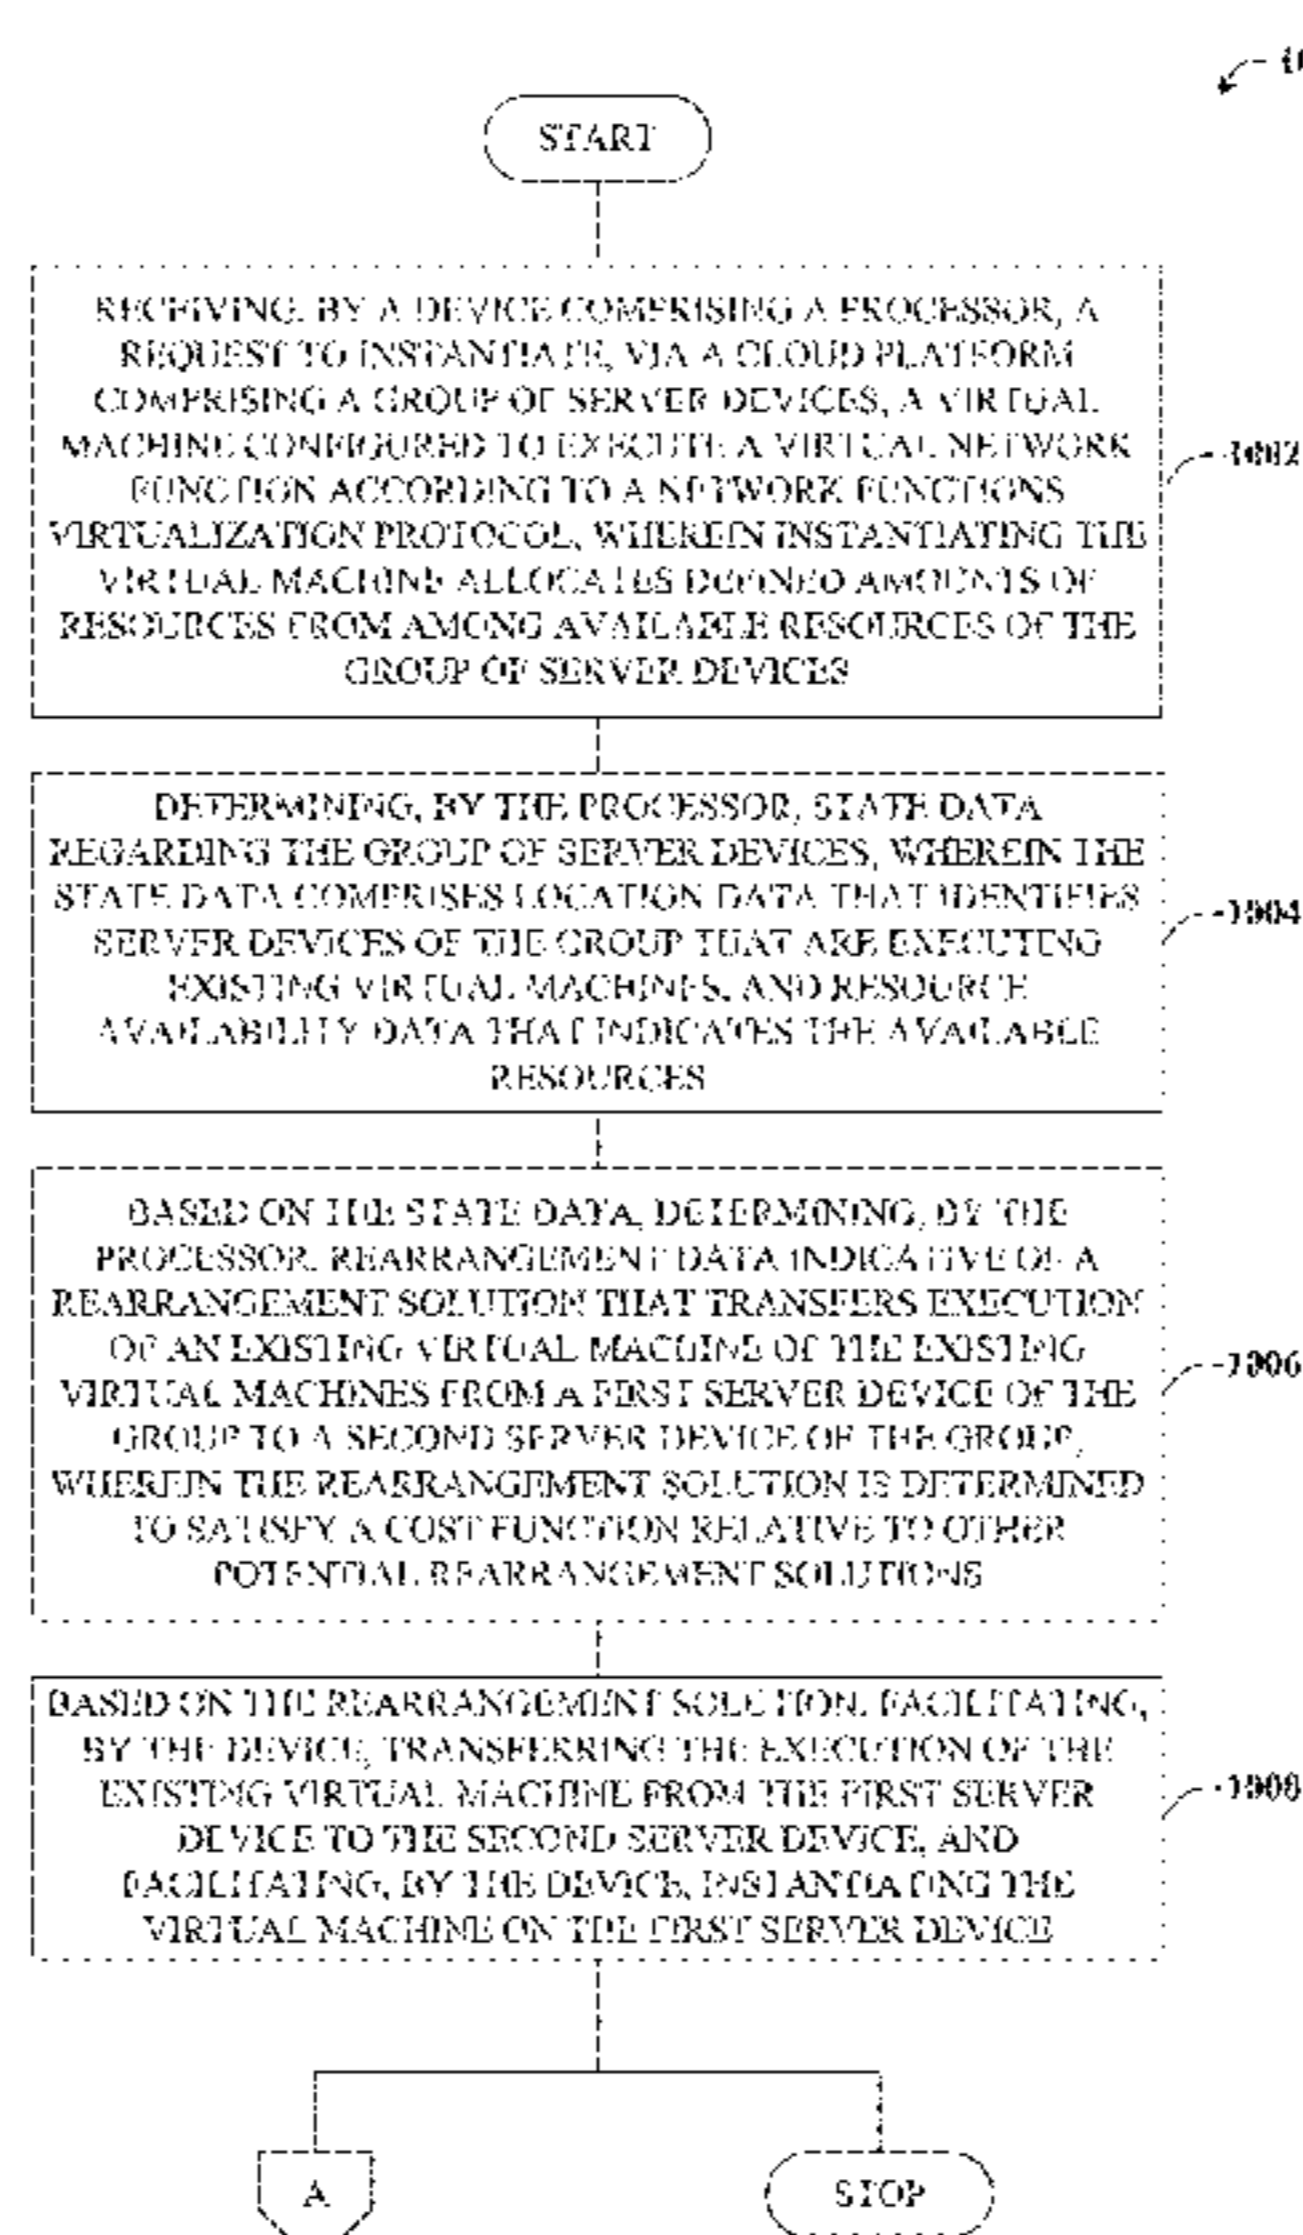 START
RECEIVING, BY A DEVICE COMPRISING A PROCESSOR, A
REQUEST TO INSTANTIATE, VIA A CLOUD PLATFORM
COMPRISING A GROUP OF SERVER DEVICES, A VIRTUAL
MACHINE CONFIGURED TO EXECUTE A VIRTUAL NETWORK
FUNCTION ACCORDING TO A NETWORK FUNCTIONS
VIRTUALIZATION PROTOCOL, WHEREIN INSTANTIATING THE
VIRTUAL MACHINE ALLOCATES DEFINED AMOUNTS OF
RESOURCES FROM AMONG AVAILABLE RESOURCES OF THE
GROUP OF SERVER DEVICES
1002
DETERMINING, BY THE PROCESSOR, STATE DATA
REGARDING THE GROUP OF SERVER DEVICES, WHEREIN THE
STATE DATA COMPRISES LOCATION DATA THAT IDENTIFIES
SERVER DEVICES OF THE GROUP THAT ARE EXECUTING
EXISTING VIRTUAL MACHINES, AND RESOURCE
AVAILABILITY DATA THAT INDICATES THE AVAILABLE
RESOURCES
1004
BASED ON THE STATE DATA, DETERMINING, BY THE
PROCESSOR, REARRANGEMENT DATA INDICATIVE OF A
REARRANGEMENT SOLUTION THAT TRANSFERS EXECUTION
OF AN EXISTING VIRTUAL MACHINE OF THE EXISTING
VIRTUAL MACHINES FROM A FIRST SERVER DEVICE OF THE
GROUP TO A SECOND SERVER DEVICE OF THE GROUP,
WHEREIN THE REARRANGEMENT SOLUTION IS DETERMINED
TO SATISFY A COST FUNCTION RELATIVE TO OTHER
POTENTIAL REARRANGEMENT SOLUTIONS
1006
BASED ON THE REARRANGEMENT SOLUTION, FACILITATING,
BY THE DEVICE, TRANSFERRING THE EXECUTION OF THE
EXISTING VIRTUAL MACHINE FROM THE FIRST SERVER
DEVICE TO THE SECOND SERVER DEVICE, AND
FACILITATING, BY THE DEVICE, INSTANTIATING THE
VIRTUAL MACHINE ON THE FIRST SERVER DEVICE
1008
A
STOP